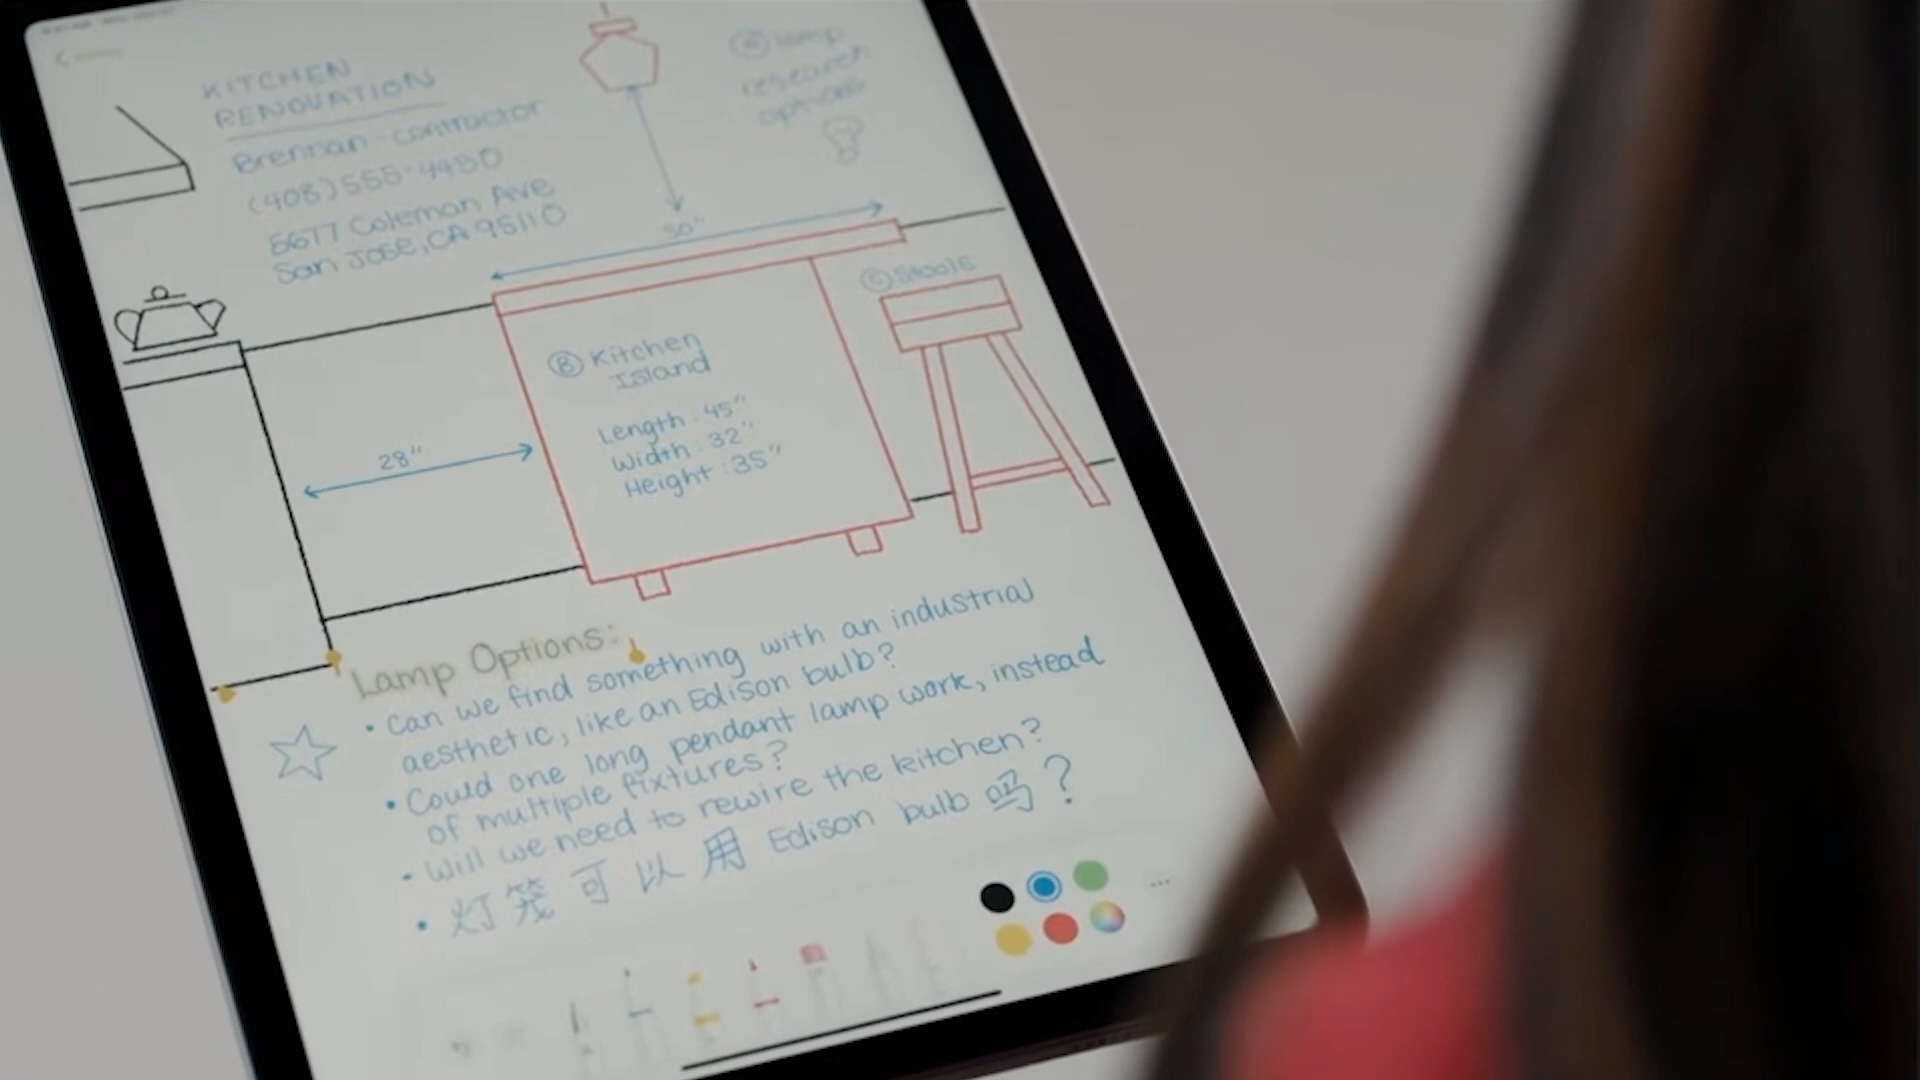 KITCHEN
RENOVATION
Brennan - contractor
(408) 555-4480
5677 Coleman Ave
San Jose, CA 95110
Ⓐ lamp
research
options
50"
Ⓒ Stools
Ⓑ Kitchen
Island
Length : 45"
Width : 32"
Height : 35"
28"
Lamp Options:
• Can we find something with an industrial
aesthetic, like an Edison bulb?
• Could one long pendant lamp work, instead
of multiple fixtures?
• Will we need to rewire the kitchen?
• 灯笼可以用 Edison bulb 吗?